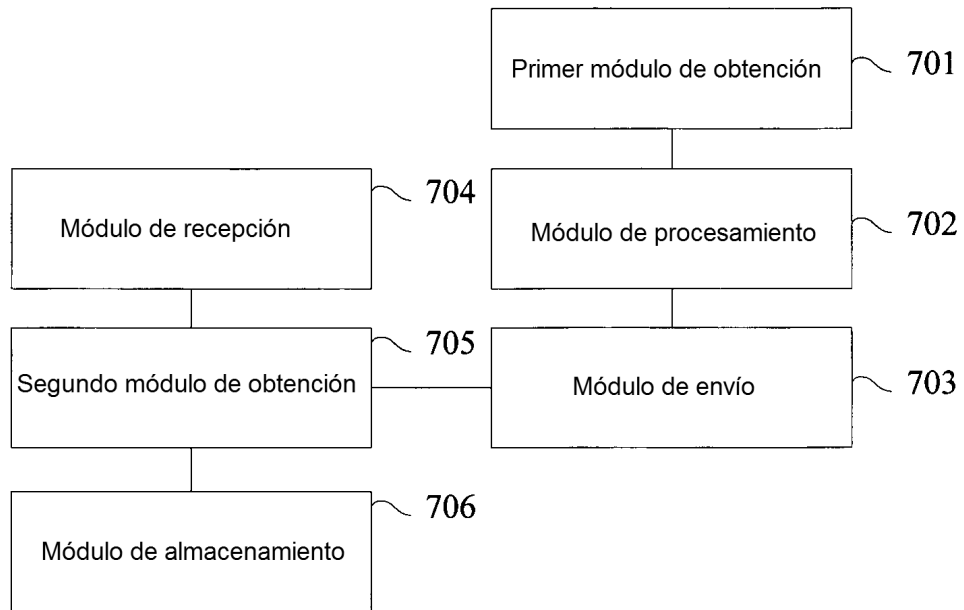 Primer módulo de obtención
701
Módulo de recepción
704
Módulo de procesamiento
702
Segundo módulo de obtención
705
Módulo de envío
703
Módulo de almacenamiento
706